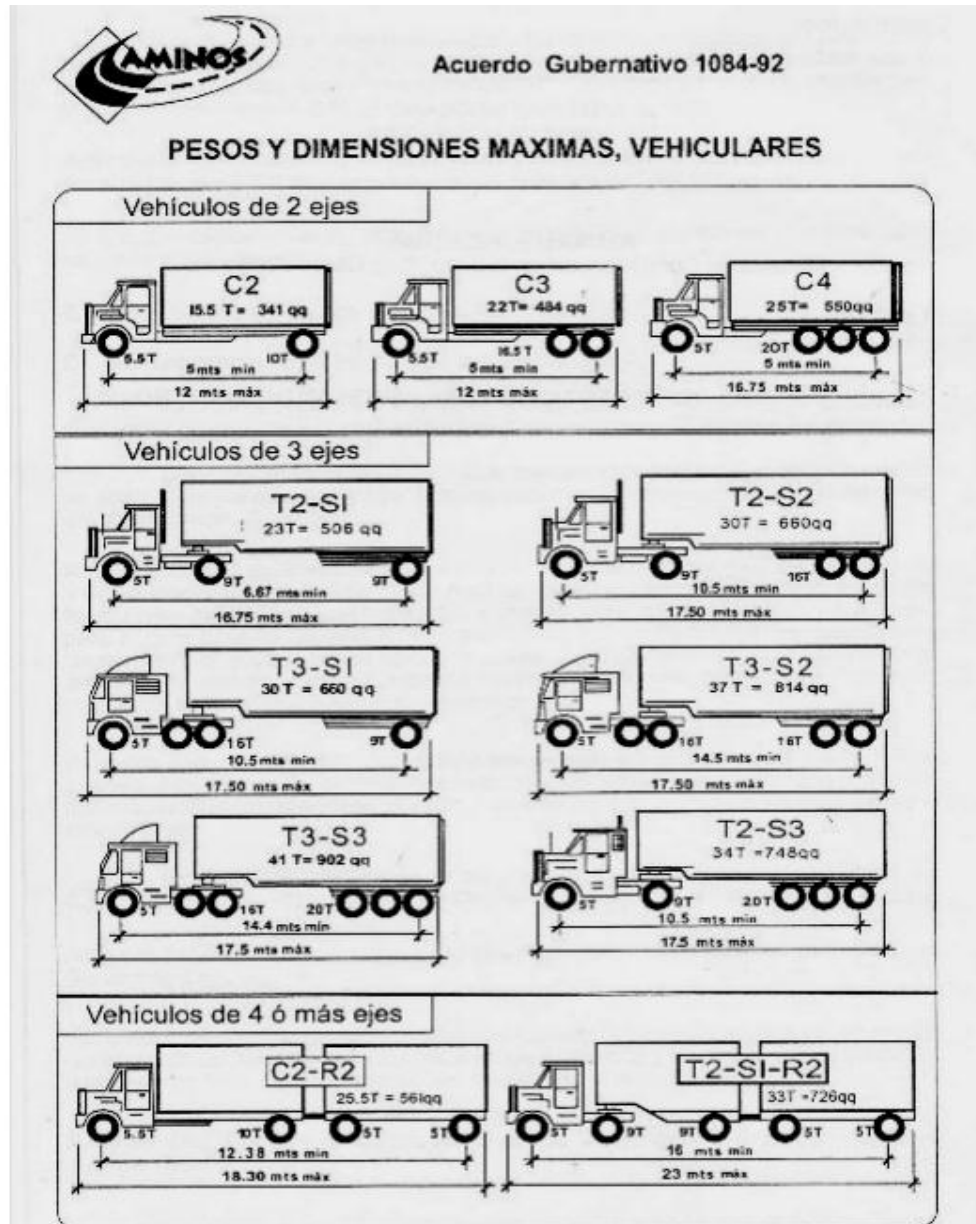 CAMINOS
Acuerdo Gubernativo 1084-92
PESOS Y DIMENSIONES MAXIMAS, VEHICULARES
Vehículos de 2 ejes
C2
15.5 T= 341 qq
5.5T
10T
5mts min
12 mts máx
C3
22T= 484 qq
5.5T
16.5 T
5mts min
12 mts máx
C4
25T= 550qq
5T
20T
5 mts min
16.75 mts máx
Vehículos de 3 ejes
T2-S1
23T= 506 qq
5T
9T
9T
6.67 mts min
16.75 mts máx
T2-S2
30T = 660qq
5T
9T
16T
10.5 mts min
17.50 mts máx
T3-S1
30 T = 660 qq
5T
16T
9T
10.5 mts min
17.50 mts máx
T3-S2
37 T = 814 qq
5T
16T
16T
14.5 mts min
17.50 mts máx
T3-S3
41 T= 902 qq
5T
16T
20T
14.4 mts min
17.5 mts máx
T2-S3
34T =748qq
5T
9T
20T
10.5 mts min
17.5 mts máx
Vehículos de 4 ó más ejes
C2-R2
25.5T = 561qq
5.5T
10T
5T
5T
12.38 mts min
18.30 mts máx
T2-S1-R2
33T =726qq
5T
9T
9T
5T
5T
16 mts min
23 mts máx